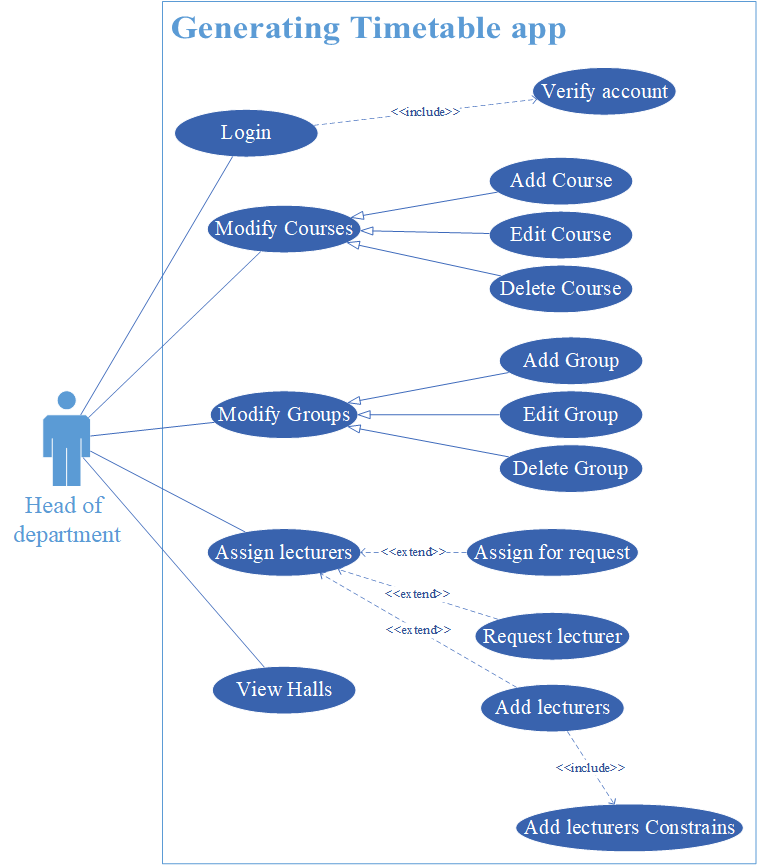 Generating Timetable app
Verify account
<<include>>
Login
Add Course
Modify Courses
Edit Course
Delete Course
Add Group
Modify Groups
Edit Group
Delete Group
Head of
department
Assign lecturers
<<extend>>
Assign for request
<<extend>>
<<extend>>
Request lecturer
View Halls
Add lecturers
<<include>>
Add lecturers Constrains